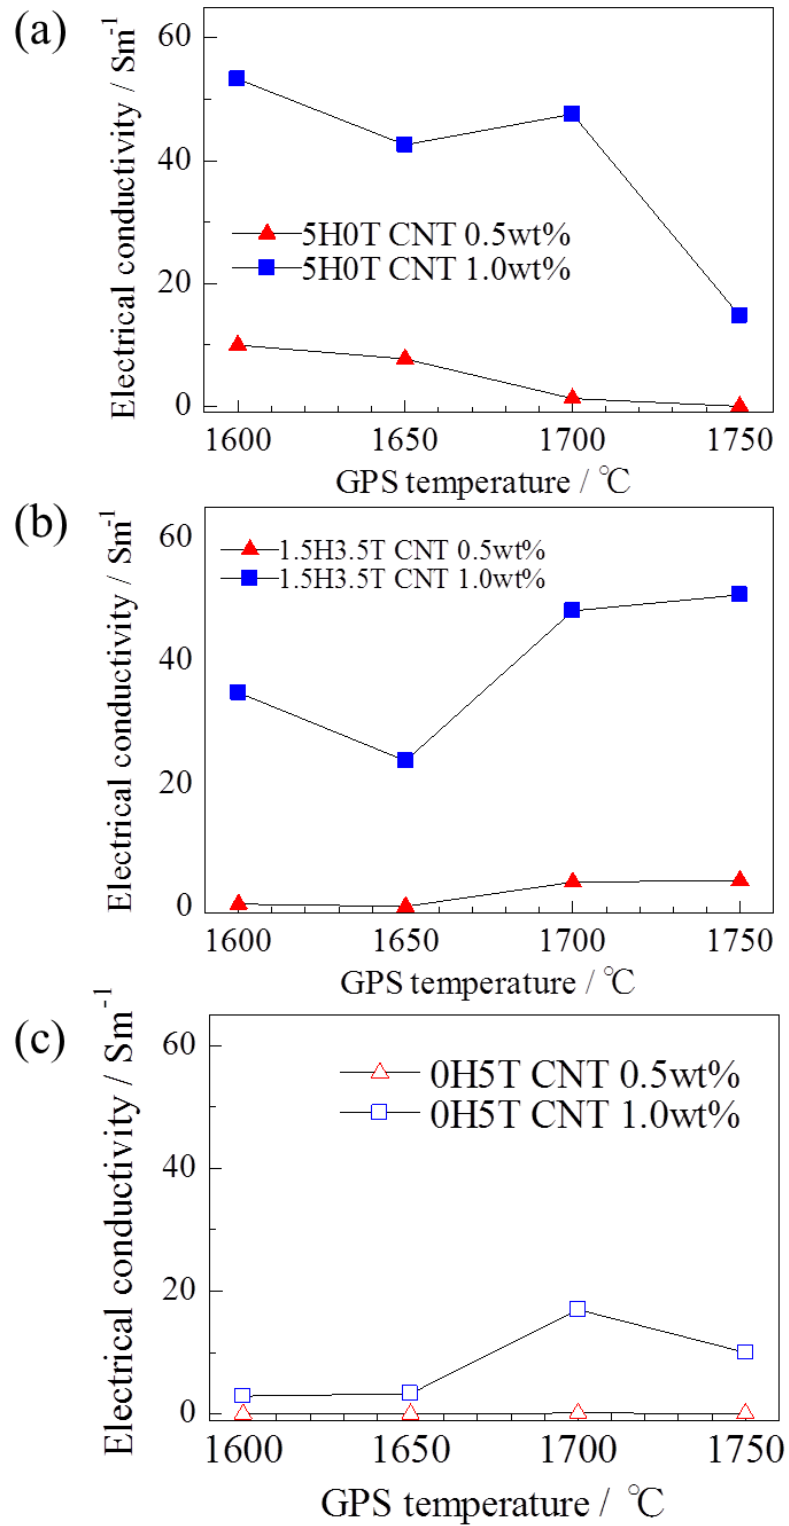 (a)
Electrical conductivity / Sm-1
60
40
20
0
5H0T CNT 0.5wt%
5H0T CNT 1.0wt%
1600 1650 1700 1750
GPS temperature / ℃
(b)
Electrical conductivity / Sm-1
60
40
20
0
1.5H3.5T CNT 0.5wt%
1.5H3.5T CNT 1.0wt%
1600 1650 1700 1750
GPS temperature / ℃
(c)
Electrical conductivity / Sm-1
60
40
20
0
0H5T CNT 0.5wt%
0H5T CNT 1.0wt%
1600 1650 1700 1750
GPS temperature / ℃